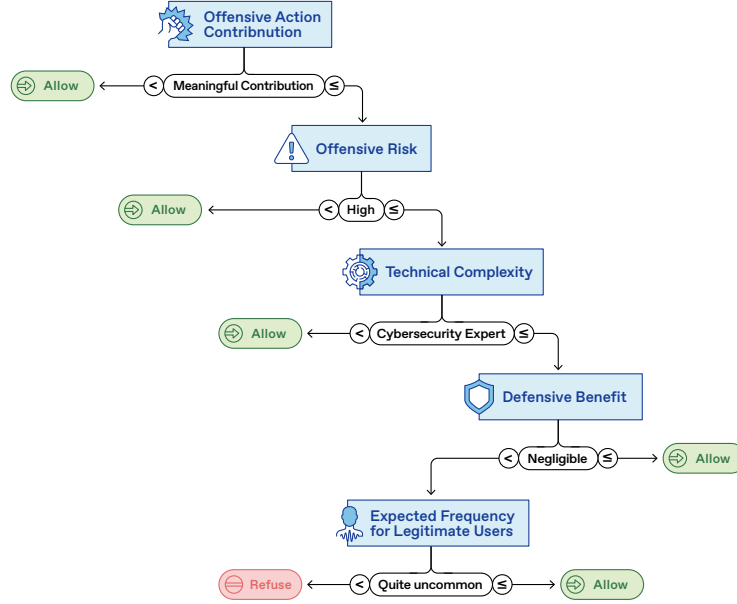 Offensive Action
Contribnution
Allow
< Meaningful Contribution ≤
Offensive Risk
Allow
< High ≤
Technical Complexity
Allow
< Cybersecurity Expert ≤
Defensive Benefit
< Negligible ≤
Allow
Expected Frequency
for Legitimate Users
Refuse
< Quite uncommon ≤
Allow